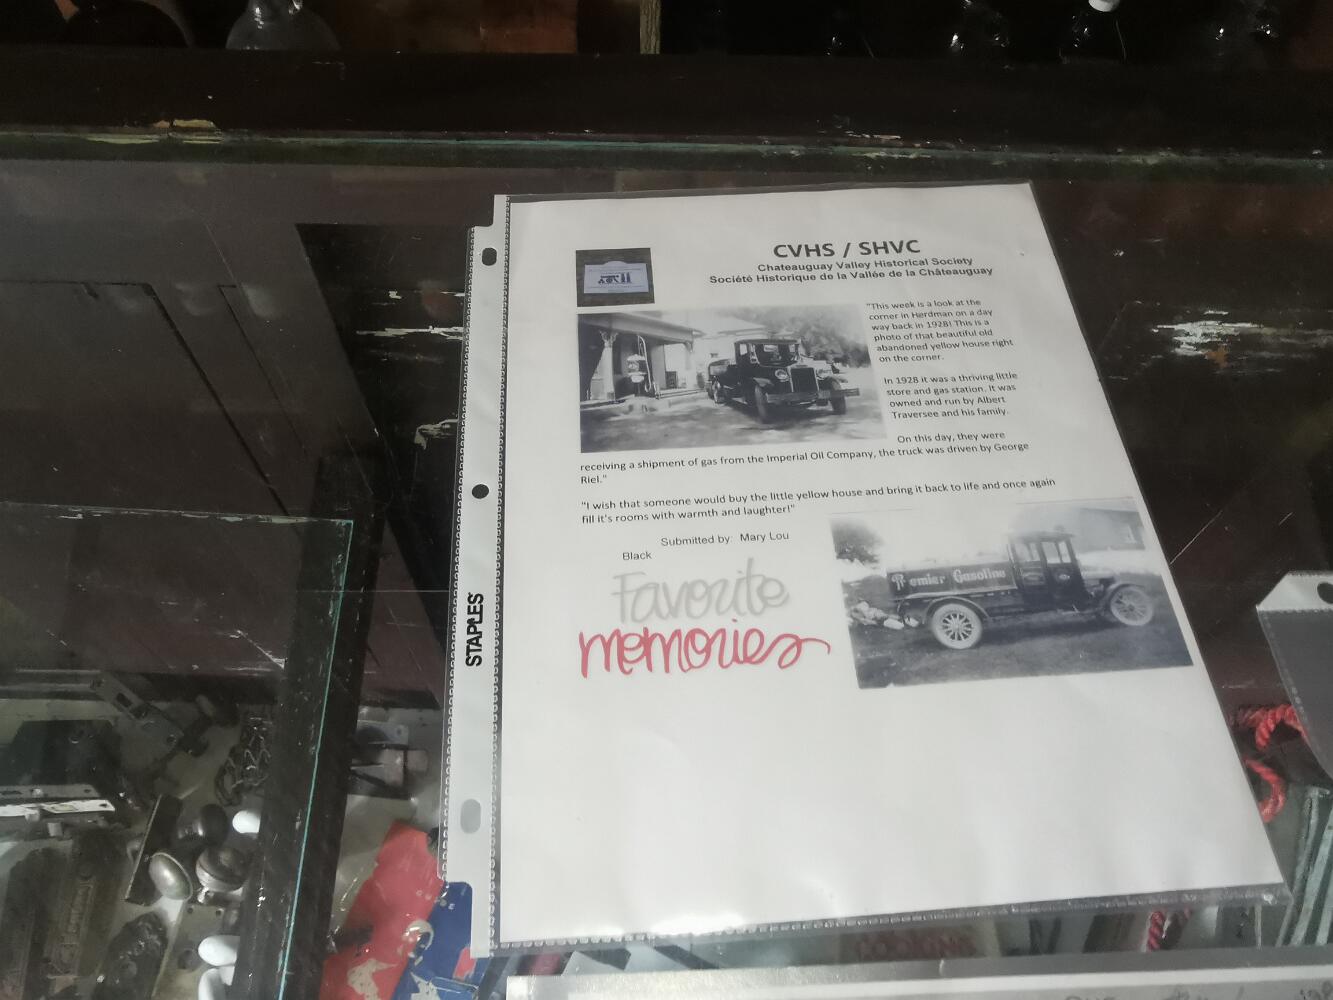 CVHS / SHVC
Chateauguay Valley Historical Society
Société Historique de la Vallée de la Châteauguay
"This week is a look at the
corner in Herdman on a day
way back in 1928! This is a
photo of that beautiful old
abandoned yellow house right
on the corner.
In 1928 it was a thriving little
store and gas station. It was
owned and run by Albert
Traversee and his family.
On this day, they were
receiving a shipment of gas from the Imperial Oil Company, the truck was driven by George
Riel."
"I wish that someone would buy the little yellow house and bring it back to life and once again
fill it's rooms with warmth and laughter!"
Submitted by: Mary Lou
Black
Favorite
memories
Premier Gasoline
STAPLES